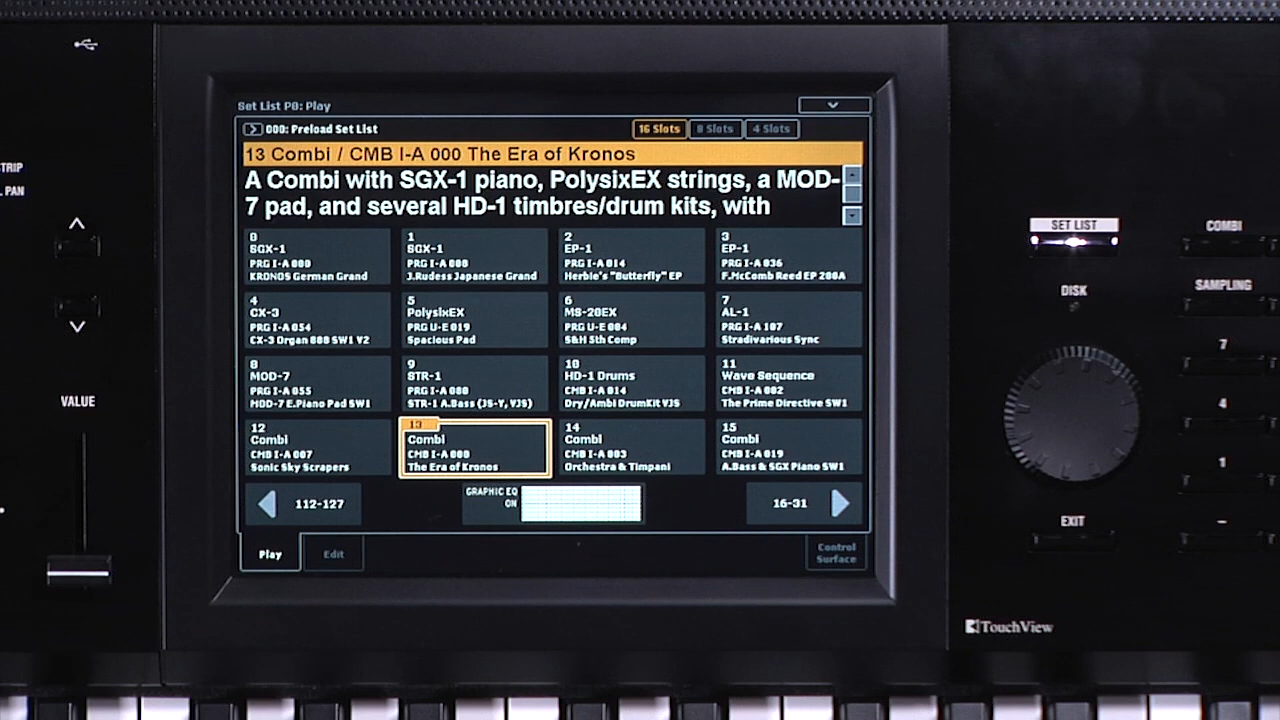 Set List P0: Play
000: Preload Set List
16 Slots
8 Slots
4 Slots
13 Combi / CMB I-A 000 The Era of Kronos
A Combi with SGX-1 piano, PolysixEX strings, a MOD-
7 pad, and several HD-1 timbres/drum kits, with
0
SGX-1
PRG I-A 000
KRONOS German Grand
1
SGX-1
PRG I-A 008
J.Rudess Japanese Grand
2
EP-1
PRG I-A 014
Herbie's "Butterfly" EP
3
EP-1
PRG I-A 036
F.McComb Reed EP 200A
4
CX-3
PRG I-A 054
CX-3 Organ 888 SW1 V2
5
PolysixEX
PRG U-E 019
Spacious Pad
6
MS-20EX
PRG U-E 004
S&H 5th Comp
7
AL-1
PRG I-A 107
Stradivarious Sync
8
MOD-7
PRG I-A 055
MOD-7 E.Piano Pad SW1
9
STR-1
PRG I-A 080
STR-1 A.Bass (JS-Y, VJS)
10
HD-1 Drums
CMB I-A 014
Dry/Ambi DrumKit VJS
11
Wave Sequence
CMB I-A 002
The Prime Directive SW1
12
Combi
CMB I-A 007
Sonic Sky Scrapers
13
Combi
CMB I-A 000
The Era of Kronos
14
Combi
CMB I-A 003
Orchestra & Timpani
15
Combi
CMB I-A 019
A.Bass & SGX Piano SW1
112-127
GRAPHIC EQ
ON
16-31
Play
Edit
Control
Surface
TRIP
L PAN
VALUE
SET LIST
COMBI
DISK
SAMPLING
7
4
1
EXIT
-
TouchView